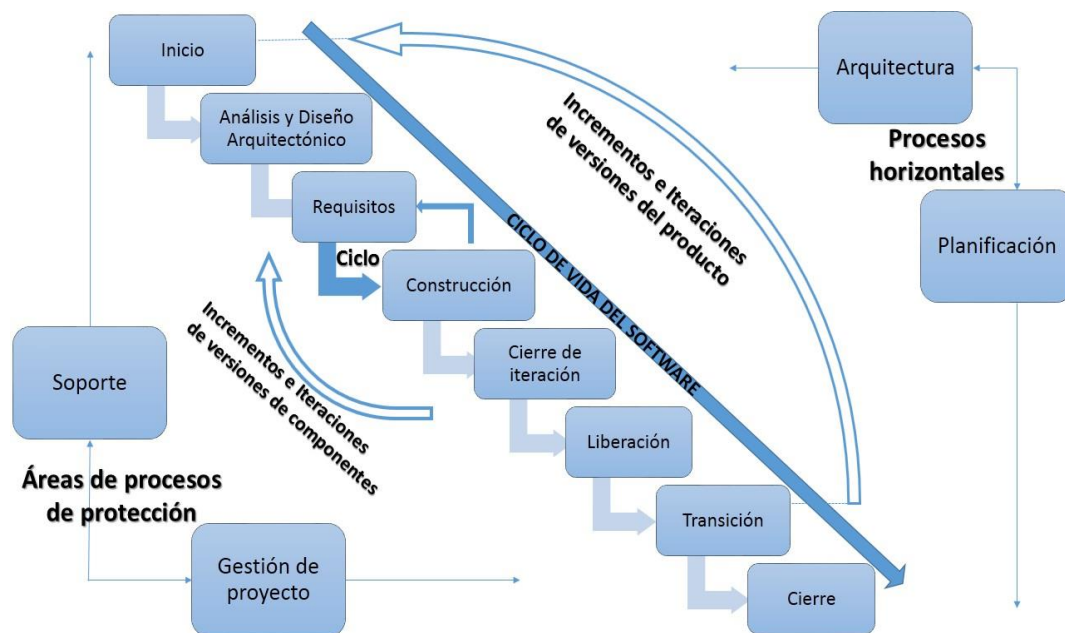 Inicio
Análisis y Diseño
Arquitectónico
Requisitos
Ciclo
Construcción
Cierre de
iteración
Liberación
Transición
Cierre
CICLO DE VIDA DEL SOFTWARE
Incrementos e Iteraciones
de versiones del producto
Incrementos e Iteraciones
de versiones de componentes
Arquitectura
Procesos
horizontales
Planificación
Soporte
Áreas de procesos
de protección
Gestión de
proyecto